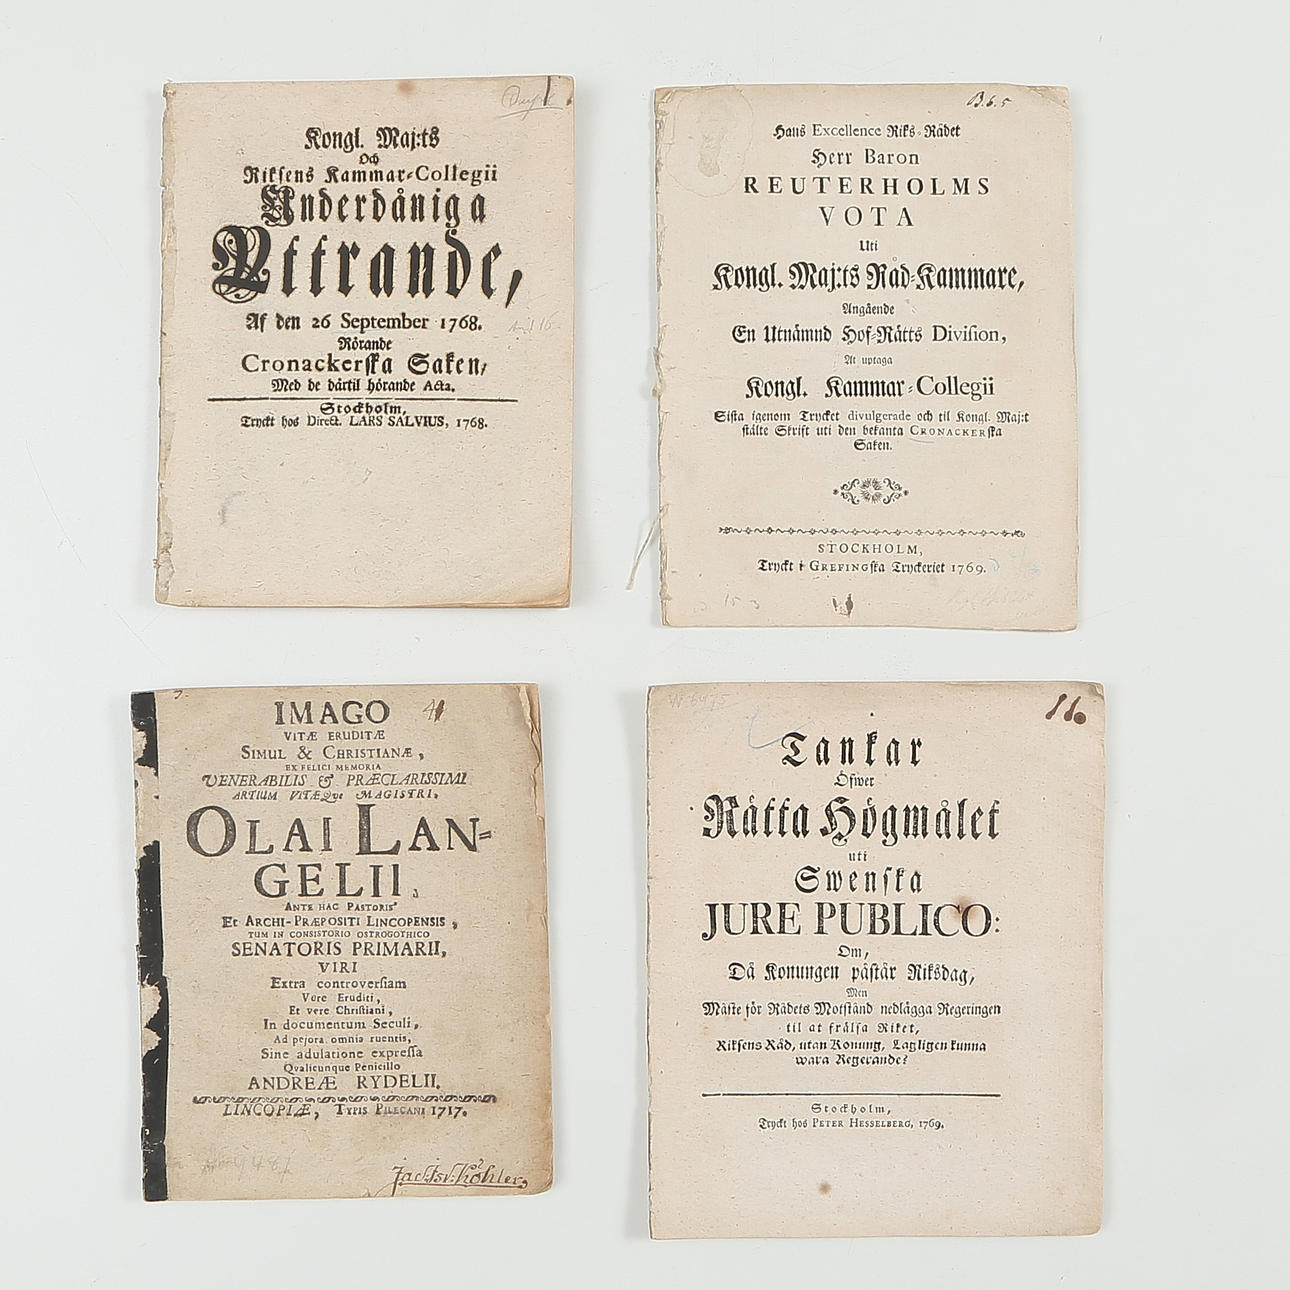 Kongl. Maj:ts
Och
Riksens Kammar-Collegii
Underdåniga
Yttrande,
Af den 26 September 1768.
Rörande
Cronackerska Saken,
Med de därtil hörande Acta.
Stockholm,
Tryckt hos Direct. LARS SALVIUS, 1768.
B.6.5
Hans Excellence Riks-Rådet
Herr Baron
REUTERHOLMS
VOTA
Uti
Kongl. Maj:ts Råd-Kammare,
Angående
En Utnämnd Hof-Rätts Division,
At uptaga
Kongl. Kammar-Collegii
Sista igenom Trycket divulgerade och til Kongl. Maj:t
stälte Skrift uti den bekanta CRONACKERska
Saken.
STOCKHOLM,
Tryckt i GREFINGska Tryckeriet 1769.
IMAGO
VITÆ ERUDITÆ
SIMUL & CHRISTIANÆ,
EX FELICI MEMORIA
VENERABILIS & PRÆCLARISSIMI
ARTIUM VITÆQue MAGISTRI,
OLAI LAN-
GELII,
ANTE HAC PASTORIS
Et ARCHI-PRÆPOSITI LINCOPENSIS,
TUM IN CONSISTORIO OSTROGOTHICO
SENATORIS PRIMARII,
VIRI
Extra controversiam
Vere Eruditi,
Et vere Christiani,
In documentum Seculi,
Ad pejora omnia ruentis,
Sine adulatione expressa
Qvalicunque Penicillo
ANDREÆ RYDELII.
LINCOPIÆ, TYPIS PILECANI 1717.
Köhler
Tankar
Öfwer
Rätta Högmålet
uti
Swenska
JURE PUBLICO:
Om,
Då Konungen påstår Riksdag,
Men
Måste för Rådets Motstånd nedlägga Regeringen
til at frälsa Riket,
Riksens Råd, utan Konung, Lagligen kunna
wara Regerande?
Stockholm,
Tryckt hos PETER HESSELBERG, 1769.